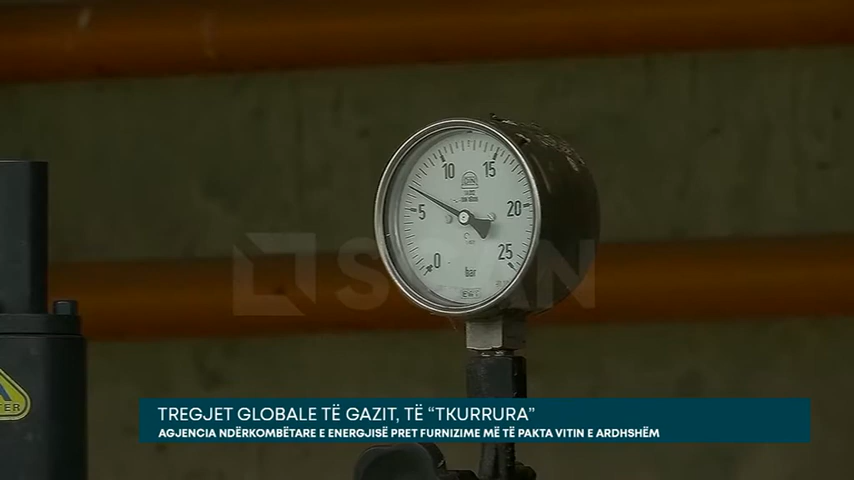 10
15
5
20
0
25
bar
SCAN
TREGJET GLOBALE TË GAZIT, TË “TKURRURA”
AGJENCIA NDËRKOMBËTARE E ENERGJISË PRET FURNIZIME MË TË PAKTA VITIN E ARDHSHËM